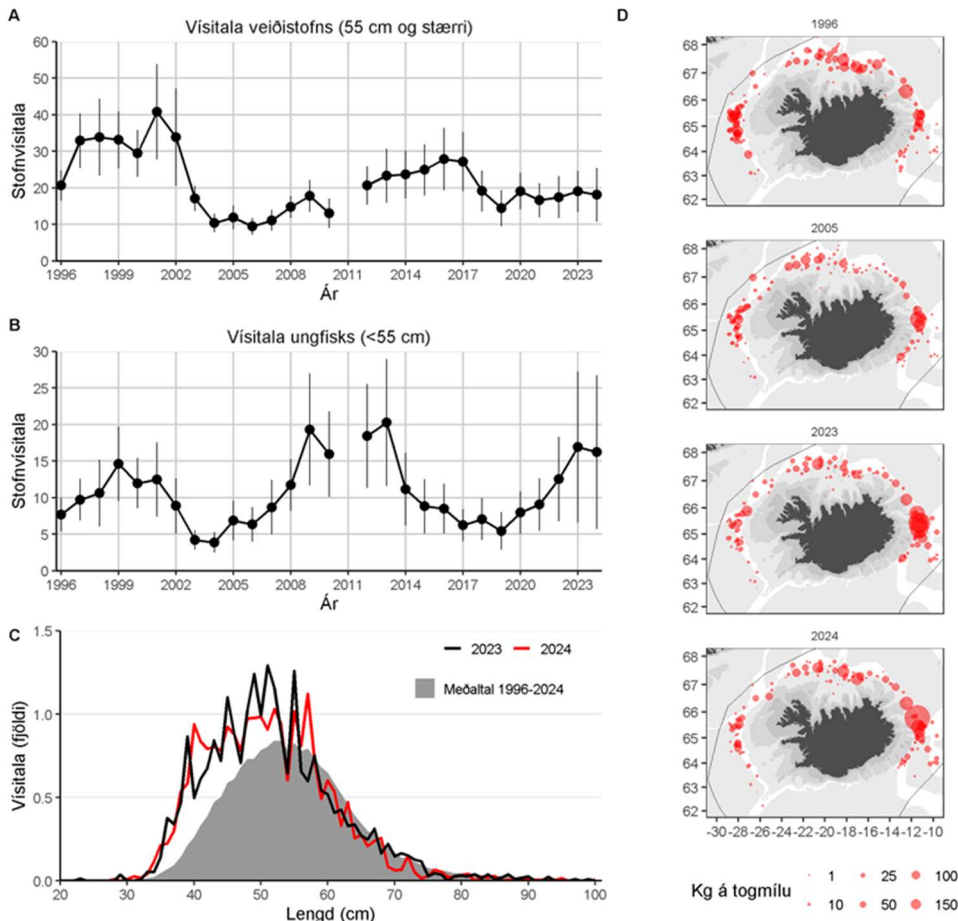 A
Vísitala veiðistofns (55 cm og stærri)
60
50
40
30
20
10
0
Stofnvísitala
1996 1999 2002 2005 2008 2011 2014 2017 2020 2023
Ár
B
Vísitala ungfisks (<55 cm)
30
25
20
15
10
5
0
Stofnvísitala
1996 1999 2002 2005 2008 2011 2014 2017 2020 2023
Ár
C
1.5
1.0
0.5
0.0
Vísitala (fjöldi)
2023 2024
Meðaltal 1996-2024
20 30 40 50 60 70 80 90 100
Lengd (cm)
D
1996
68
67
66
65
64
63
62
2005
68
67
66
65
64
63
62
2023
68
67
66
65
64
63
62
2024
68
67
66
65
64
63
62
-30 -28 -26 -24 -22 -20 -18 -16 -14 -12 -10
Kg á togmílu
1 25 100
10 50 150